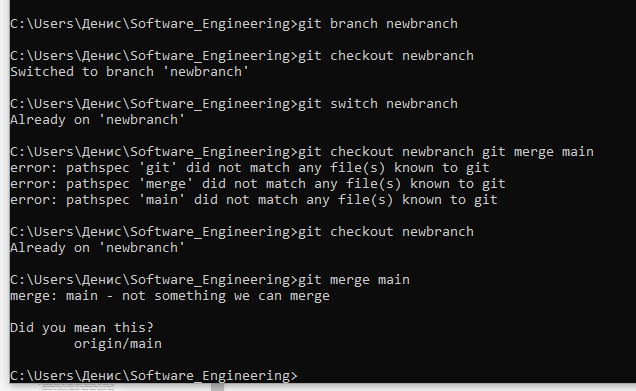 C:\Users\Денис\Software_Engineering>git branch newbranch
C:\Users\Денис\Software_Engineering>git checkout newbranch
Switched to branch 'newbranch'
C:\Users\Денис\Software_Engineering>git switch newbranch
Already on 'newbranch'
C:\Users\Денис\Software_Engineering>git checkout newbranch git merge main
error: pathspec 'git' did not match any file(s) known to git
error: pathspec 'merge' did not match any file(s) known to git
error: pathspec 'main' did not match any file(s) known to git
C:\Users\Денис\Software_Engineering>git checkout newbranch
Already on 'newbranch'
C:\Users\Денис\Software_Engineering>git merge main
merge: main - not something we can merge
Did you mean this?
origin/main
C:\Users\Денис\Software_Engineering>